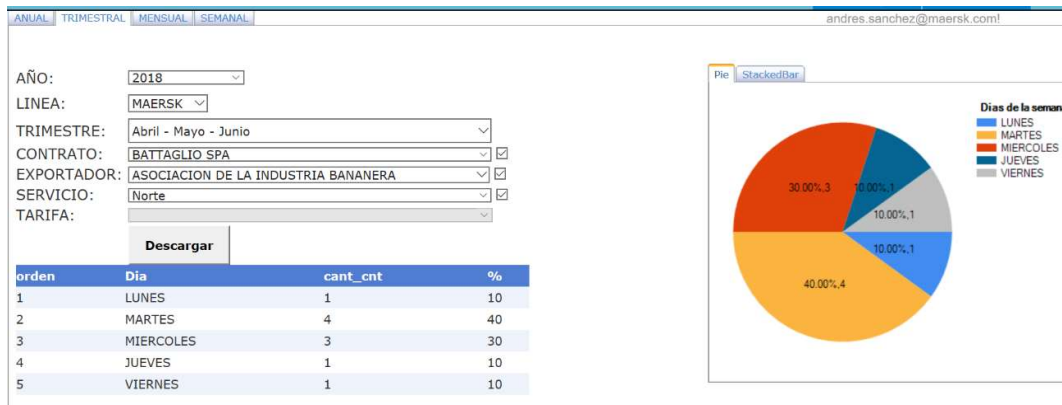 ANUAL TRIMESTRAL MENSUAL SEMANAL
andres.sanchez@maersk.com!
AÑO: 2018
LINEA: MAERSK
TRIMESTRE: Abril - Mayo - Junio
CONTRATO: BATTAGLIO SPA
EXPORTADOR: ASOCIACION DE LA INDUSTRIA BANANERA
SERVICIO: Norte
TARIFA:
Descargar
orden Dia cant_cnt %
1 LUNES 1 10
2 MARTES 4 40
3 MIERCOLES 3 30
4 JUEVES 1 10
5 VIERNES 1 10
Pie StackedBar
Dias de la seman
LUNES
MARTES
MIERCOLES
JUEVES
VIERNES
30.00%,3
10.00%,1
10.00%,1
10.00%,1
40.00%,4